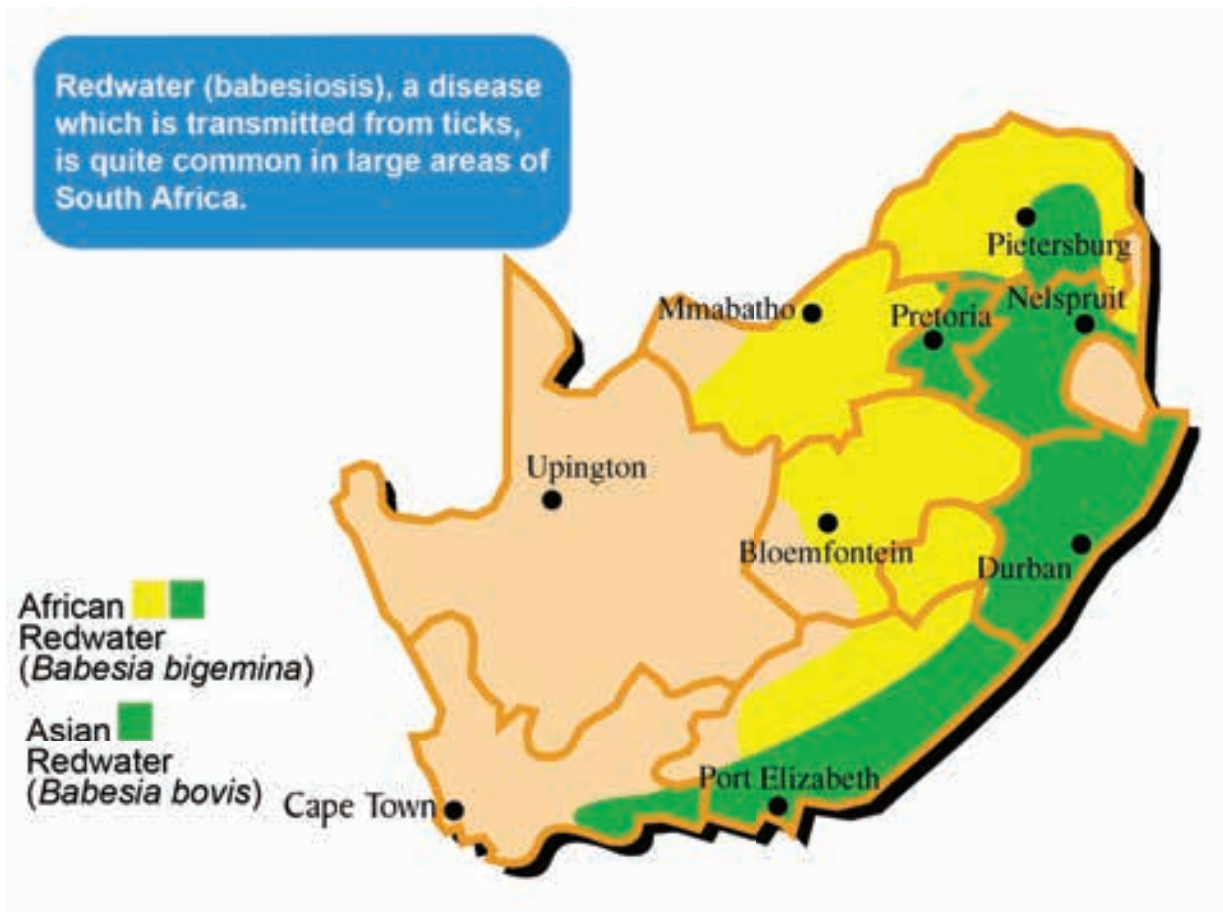 Redwater (babesiosis), a disease
which is transmitted from ticks,
is quite common in large areas of
South Africa.
Pietersburg
Mmabatho
Pretoria
Nelspruit
Upington
Bloemfontein
Durban
African
Redwater
(Babesia bigemina)
Asian
Redwater
(Babesia bovis)
Port Elizabeth
Cape Town